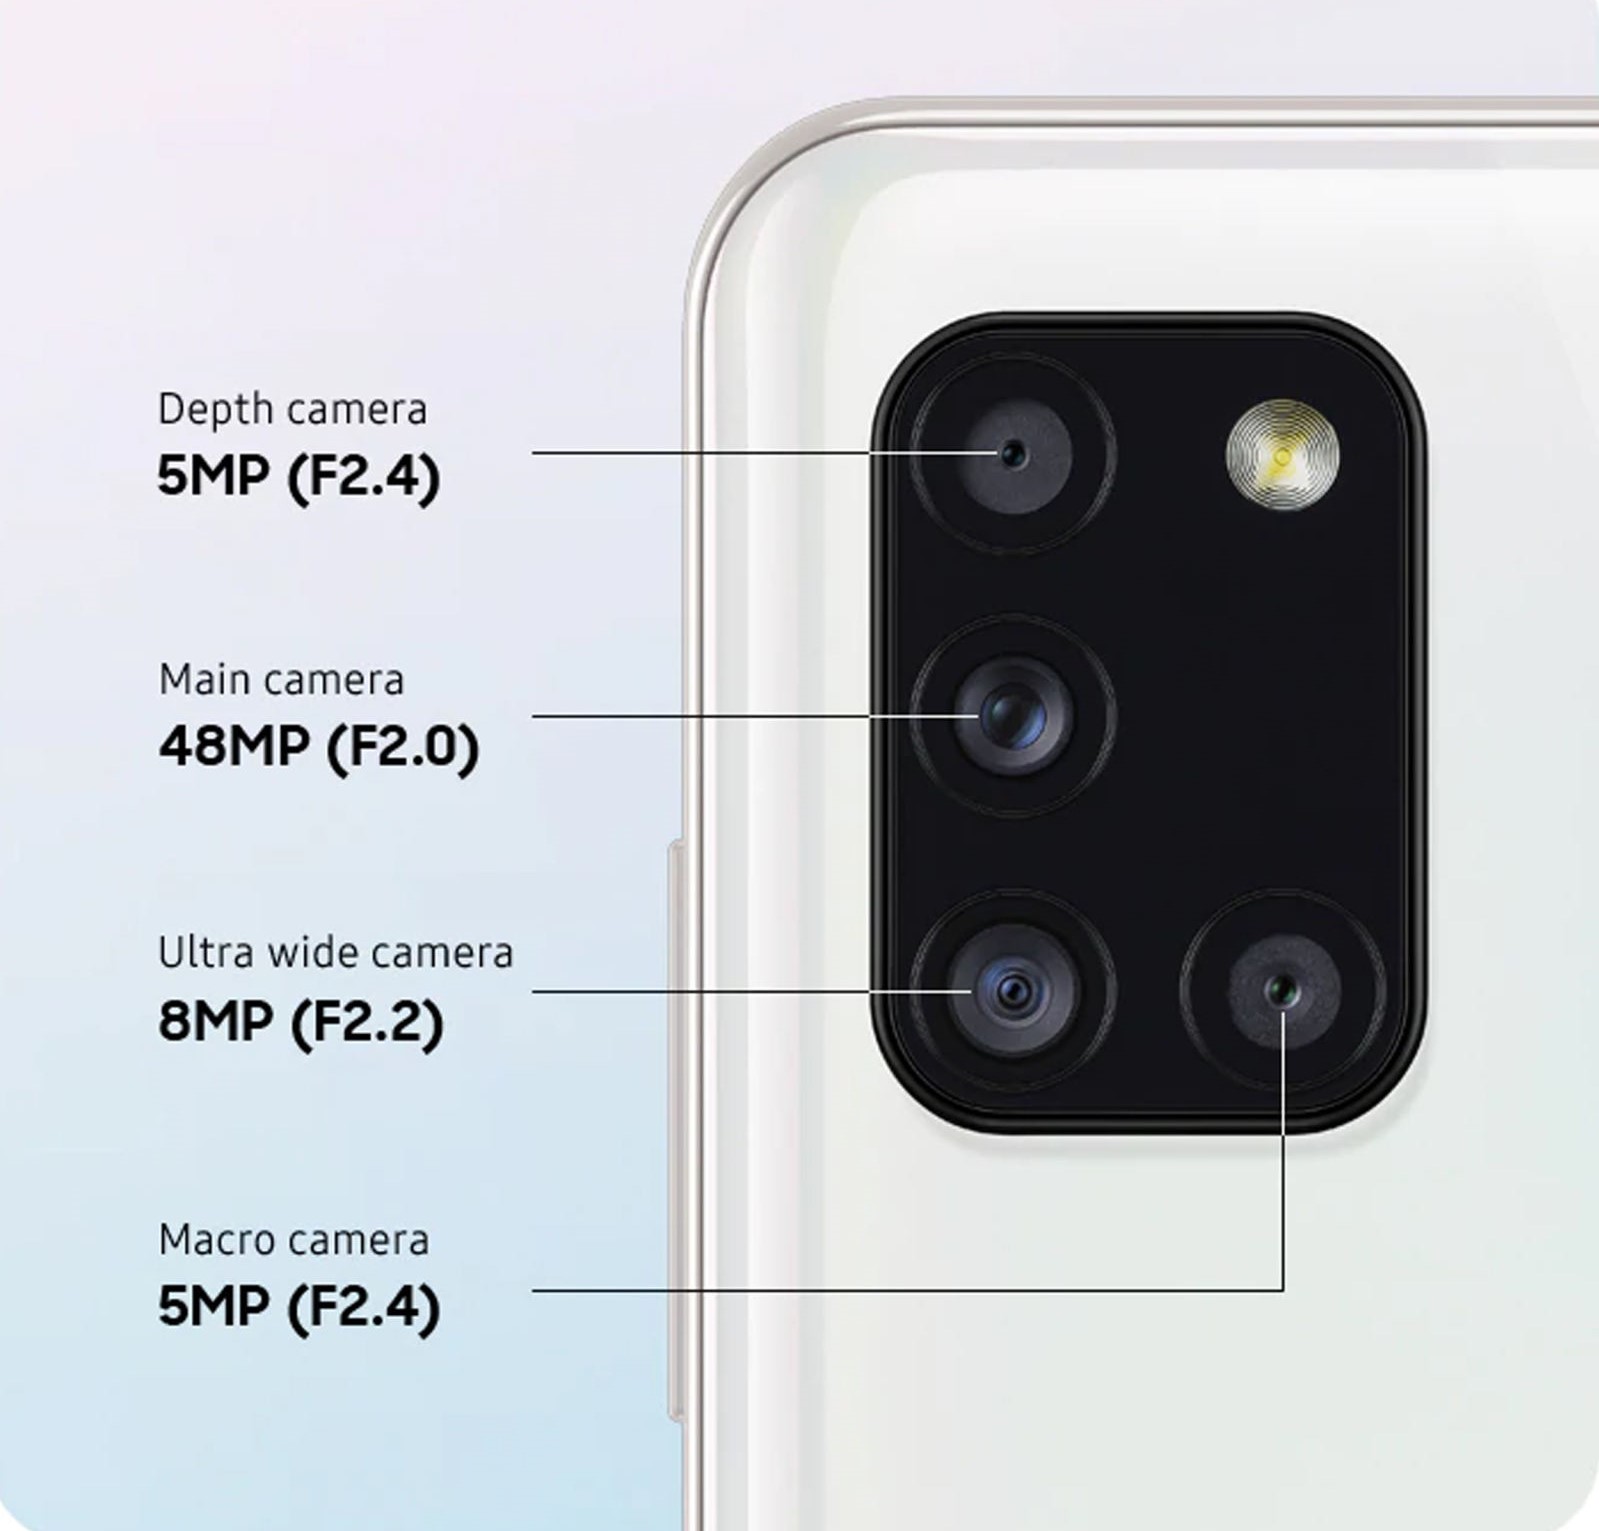 Depth camera
5MP (F2.4)
Main camera
48MP (F2.0)
Ultra wide camera
8MP (F2.2)
Macro camera
5MP (F2.4)